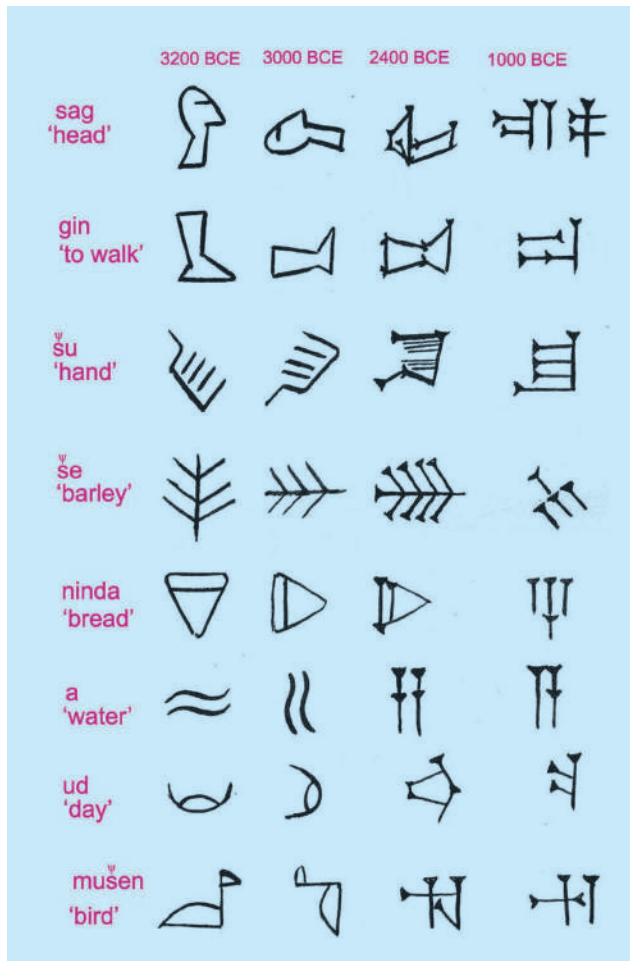 3200 BCE 3000 BCE 2400 BCE 1000 BCE
sag
‘head’
gin
‘to walk’
šu
‘hand’
še
‘barley’
ninda
‘bread’
a
‘water’
ud
‘day’
mušen
‘bird’